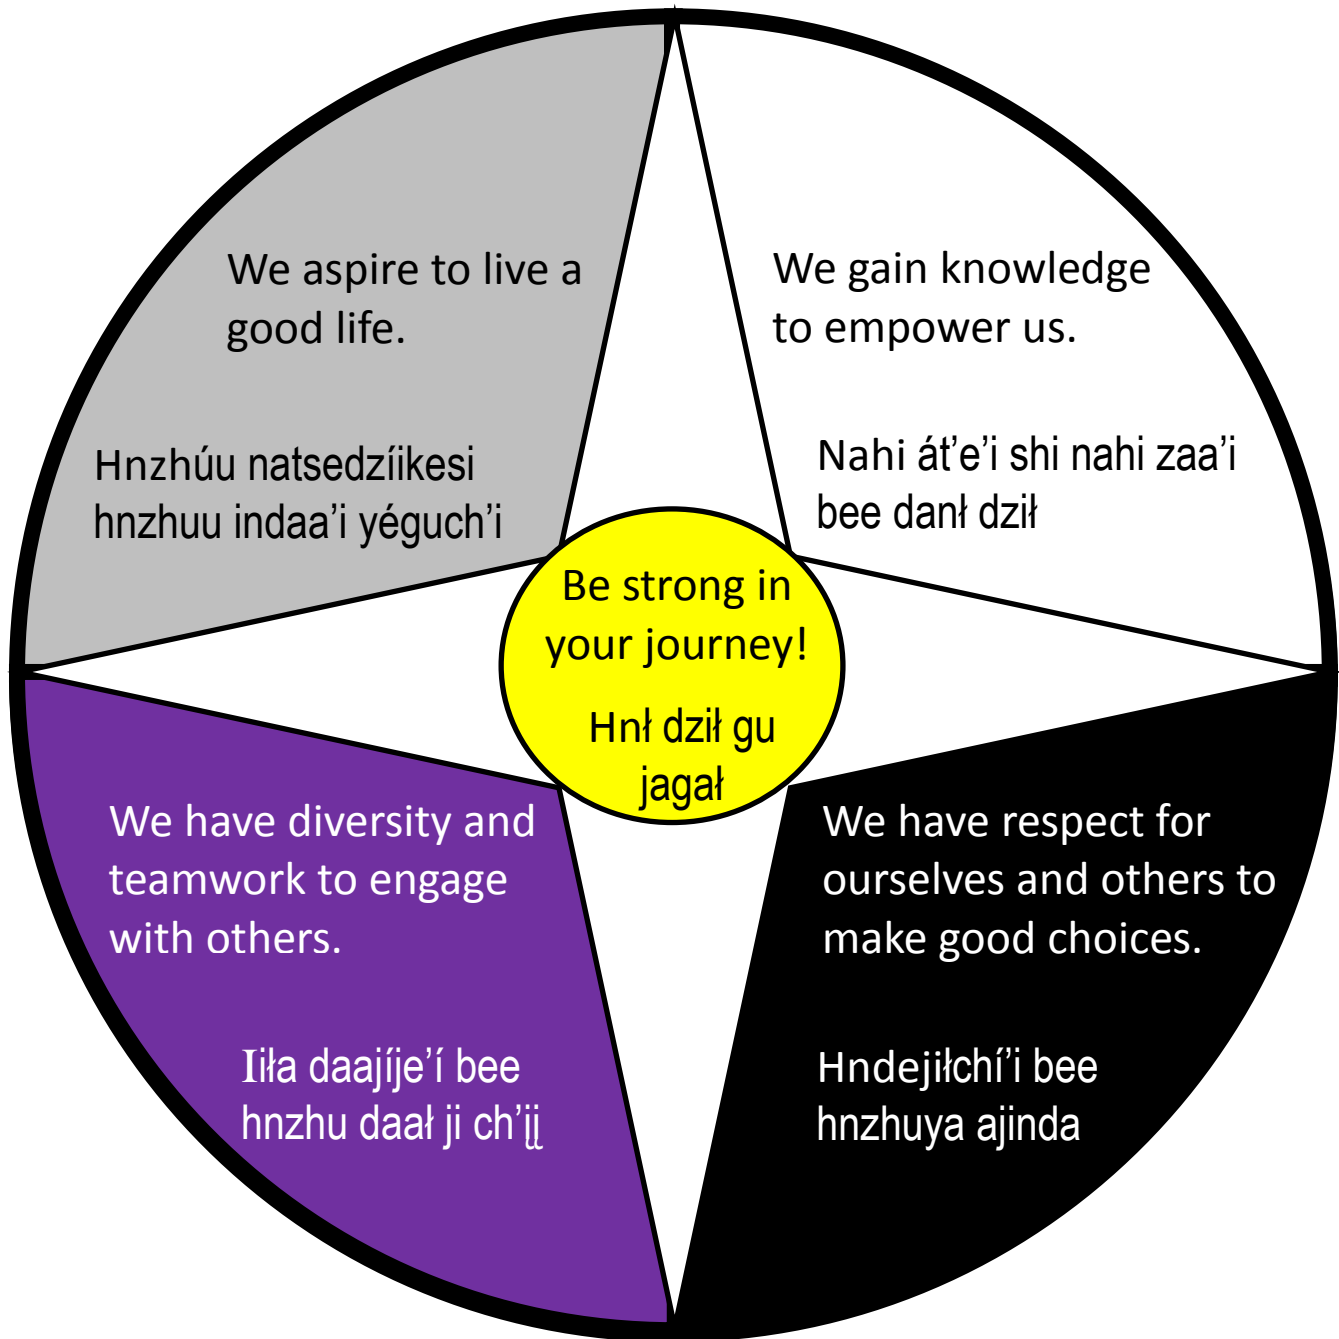 We aspire to live a
good life.
Hnzhúu natsedzíikesi
hnzhuu indaa’i yéguch’i
We gain knowledge
to empower us.
Nahi át’e’i shi nahi zaa’i
bee danł dził
Be strong in
your journey!
Hnł dził gu
jagał
We have diversity and
teamwork to engage
with others.
Iiła daajíje’í bee
hnzhu daał ji ch’įį
We have respect for
ourselves and others to
make good choices.
Hndejiłchí’i bee
hnzhuya ajinda